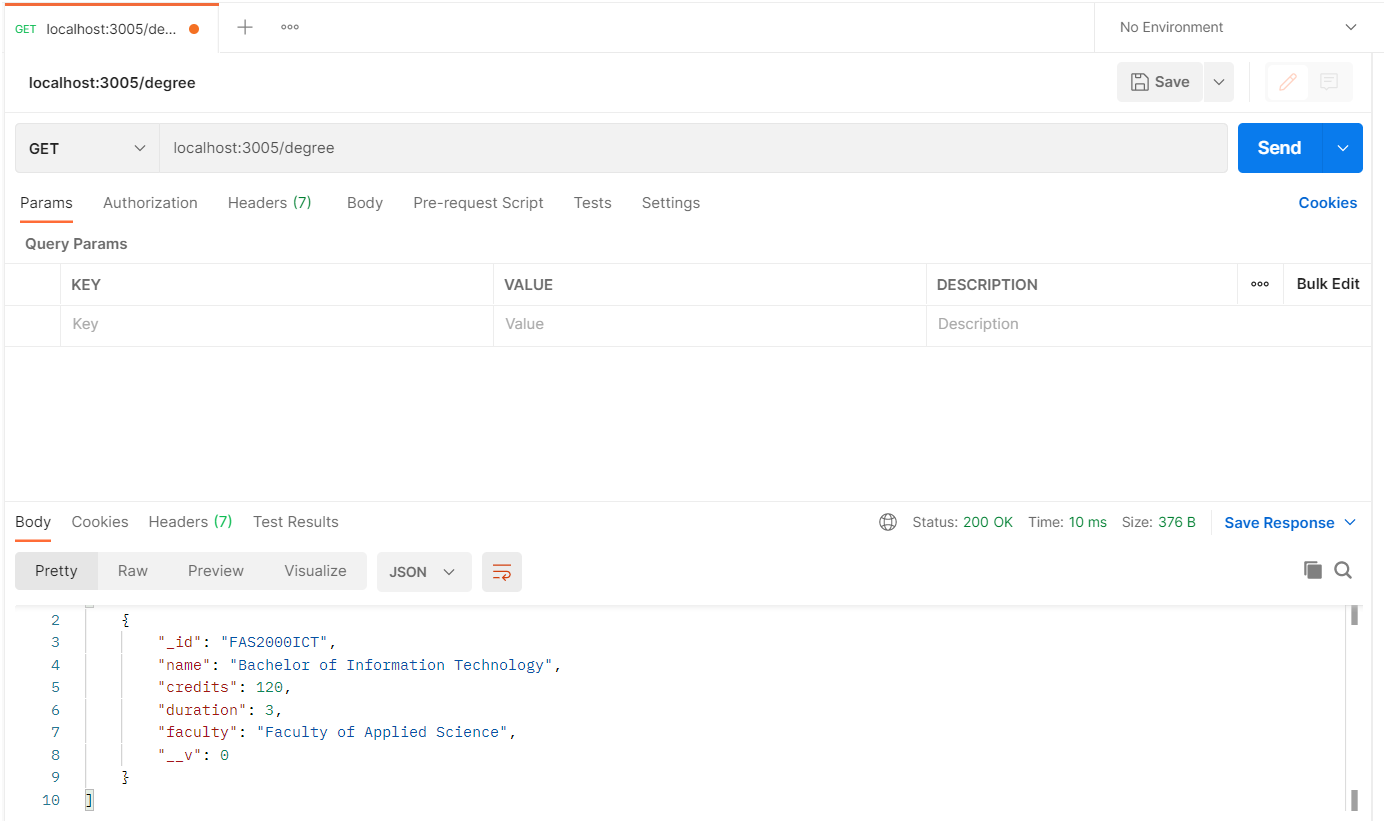 GET localhost:3005/de... No Environment
localhost:3005/degree Save
GET localhost:3005/degree Send
Params Authorization Headers (7) Body Pre-request Script Tests Settings Cookies
Query Params
KEY VALUE DESCRIPTION Bulk Edit
Key Value Description
Body Cookies Headers (7) Test Results Status: 200 OK Time: 10 ms Size: 376 B Save Response
Pretty Raw Preview Visualize JSON
2 {
3 "_id": "FAS2000ICT",
4 "name": "Bachelor of Information Technology",
5 "credits": 120,
6 "duration": 3,
7 "faculty": "Faculty of Applied Science",
8 "__v": 0
9 }
10 ]